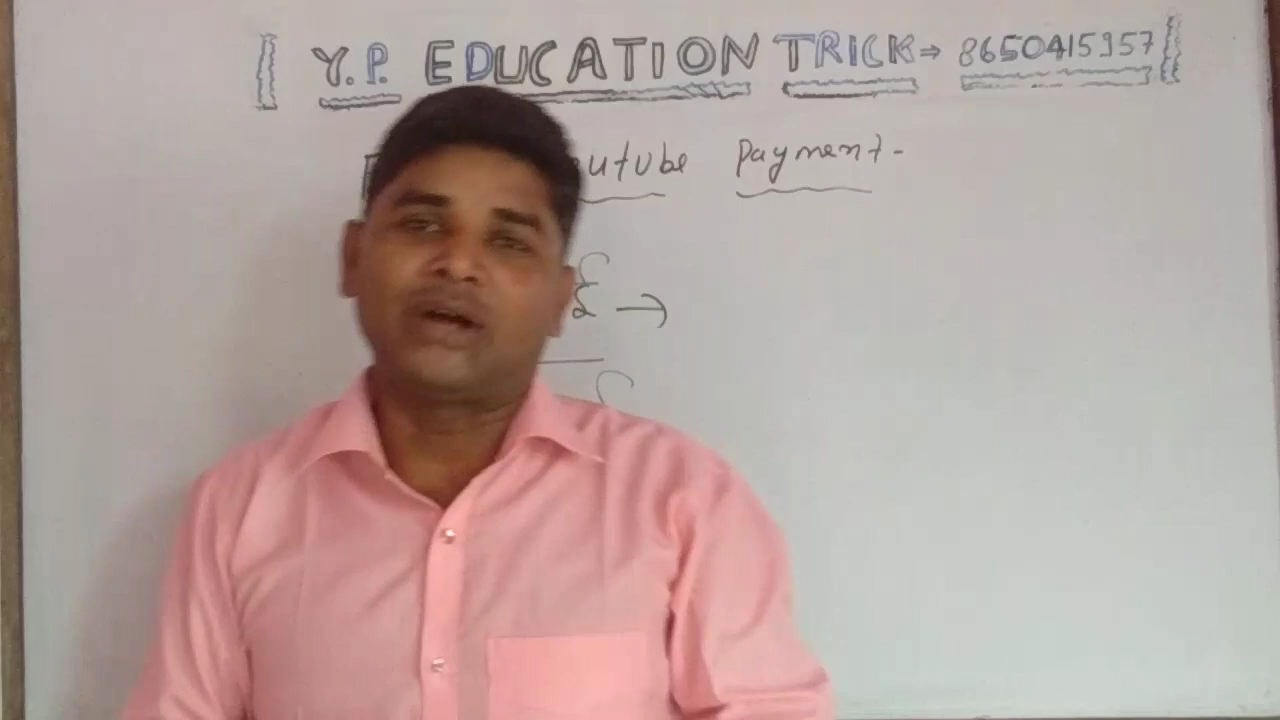 Y.P. EDUCATION TRICK→ 8650415957
utube Payment-